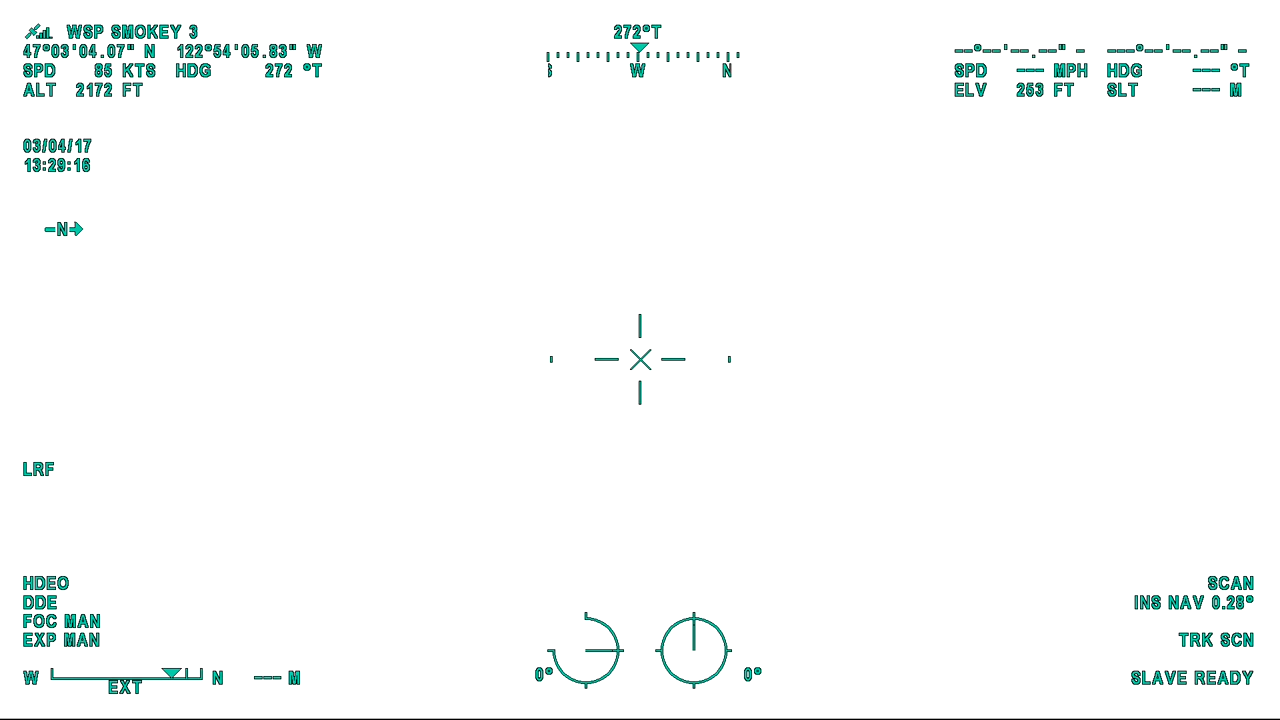 WSP SMOKEY 3
47°03'04.07" N 122°54'05.83" W
SPD 85 KTS HDG 272 °T
ALT 2172 FT
272°T
W N
--°--'--.--" - ---°--'--.--" -
SPD --- MPH HDG --- °T
ELV 253 FT SLT --- M
03/04/17
13:29:16
N
LRF
HDEO
DDE
FOC MAN
EXP MAN
W EXT N --- M
0° 0°
SCAN
INS NAV 0.28°
TRK SCN
SLAVE READY